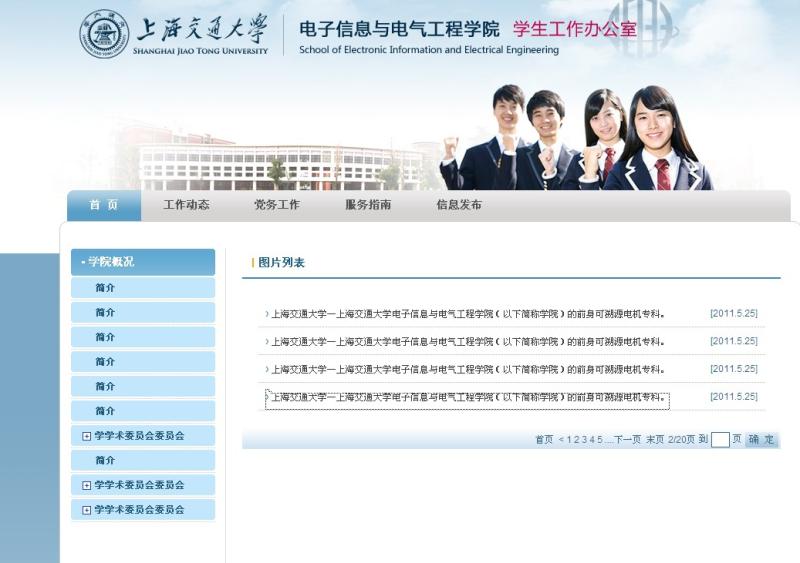 上海交通大学
SHANGHAI JIAO TONG UNIVERSITY
电子信息与电气工程学院 学生工作办公室
School of Electronic Information and Electrical Engineering
首 页 工作动态 党务工作 服务指南 信息发布
- 学院概况
简介
简介
简介
简介
简介
简介
学学术委员会委员会
简介
学学术委员会委员会
学学术委员会委员会
图片列表
上海交通大学—上海交通大学电子信息与电气工程学院（以下简称学院）的前身可溯源电机专科。 [2011.5.25]
上海交通大学—上海交通大学电子信息与电气工程学院（以下简称学院）的前身可溯源电机专科。 [2011.5.25]
上海交通大学—上海交通大学电子信息与电气工程学院（以下简称学院）的前身可溯源电机专科。 [2011.5.25]
上海交通大学—上海交通大学电子信息与电气工程学院（以下简称学院）的前身可溯源电机专科。 [2011.5.25]
首页 < 1 2 3 4 5 ....下一页 末页 2/20页 到 页 确 定